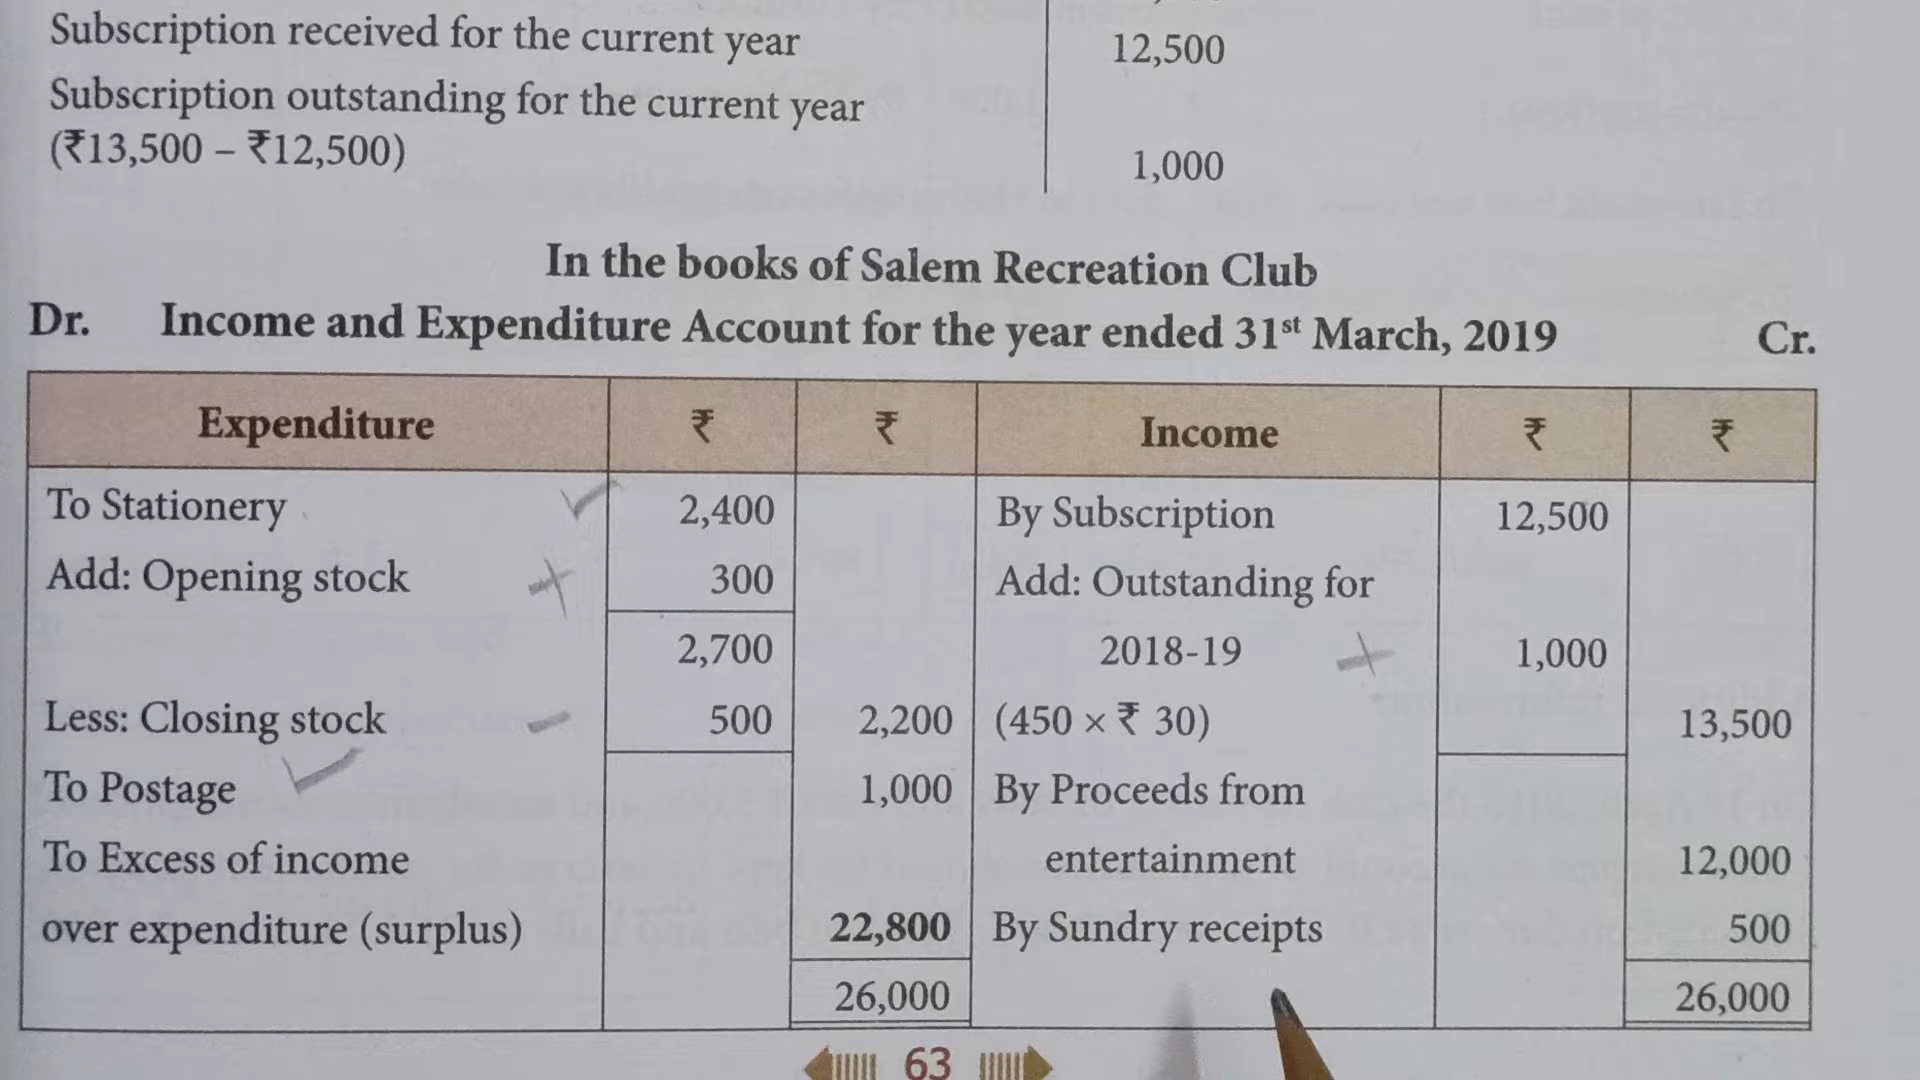 Subscription received for the current year 12,500
Subscription outstanding for the current year
(₹13,500 – ₹12,500) 1,000
In the books of Salem Recreation Club
Dr. Income and Expenditure Account for the year ended 31st March, 2019 Cr.
Expenditure ₹ ₹ Income ₹ ₹
To Stationery 2,400 By Subscription 12,500
Add: Opening stock 300 Add: Outstanding for
2,700 2018-19 1,000
Less: Closing stock 500 2,200 (450 × ₹ 30) 13,500
To Postage 1,000 By Proceeds from
To Excess of income entertainment 12,000
over expenditure (surplus) 22,800 By Sundry receipts 500
26,000 26,000
63